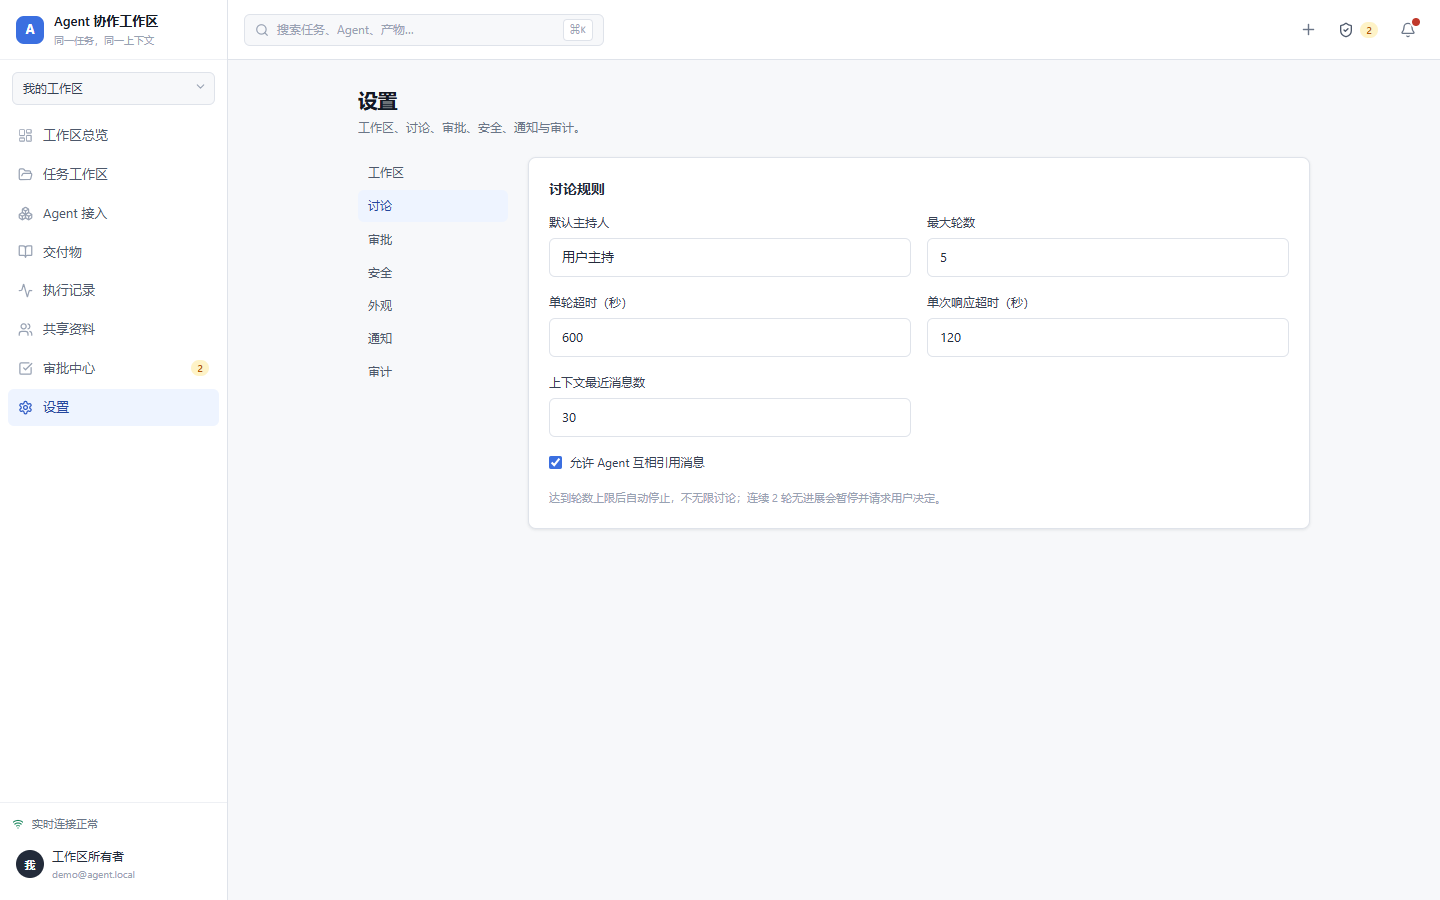 A
Agent 协作工作区
同一任务，同一上下文
我的工作区
工作区总览
任务工作区
Agent 接入
交付物
执行记录
共享资料
审批中心
2
设置
实时连接正常
我
工作区所有者
demo@agent.local
搜索任务、Agent、产物...
⌘K
2
设置
工作区、讨论、审批、安全、通知与审计。
工作区
讨论
审批
安全
外观
通知
审计
讨论规则
默认主持人
用户主持
最大轮数
5
单轮超时（秒）
600
单次响应超时（秒）
120
上下文最近消息数
30
允许 Agent 互相引用消息
达到轮数上限后自动停止，不无限讨论；连续 2 轮无进展会暂停并请求用户决定。